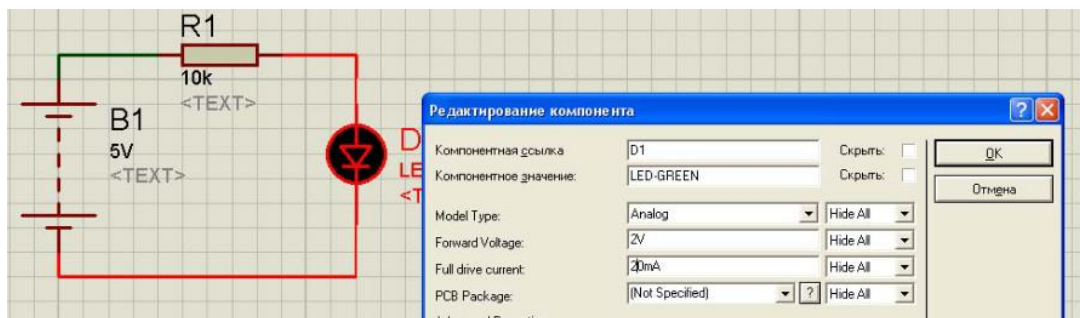 R1
10k
<TEXT>
B1
5V
<TEXT>
D
LE
<T
Редактирование компонента
Компонентная ссылка
D1
Скрыть:
OK
Компонентное значение:
LED-GREEN
Скрыть:
Отмена
Model Type:
Analog
Hide All
Forward Voltage:
2V
Hide All
Full drive current:
20mA
Hide All
PCB Package:
(Not Specified)
?
Hide All